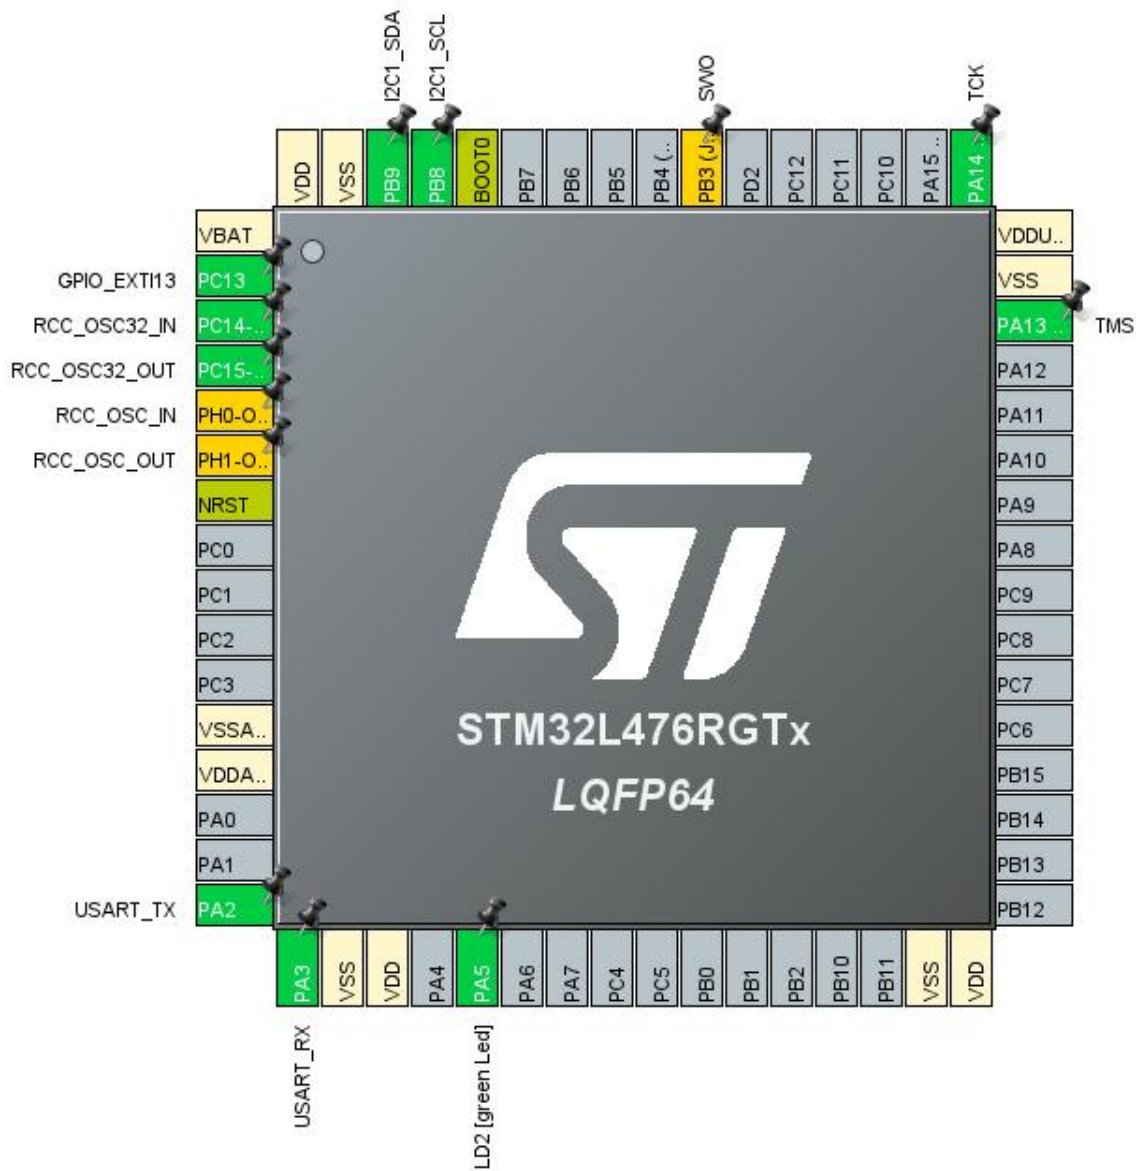 I2C1_SDA
I2C1_SCL
SWO
TCK
VDD
VSS
PB9
PB8
BOOT0
PB7
PB6
PB5
PB4 (..
PB3 (J..
PD2
PC12
PC11
PC10
PA15 ..
PA14 ..
VBAT
GPIO_EXTI13 PC13
RCC_OSC32_IN PC14-..
RCC_OSC32_OUT PC15-..
RCC_OSC_IN PH0-O..
RCC_OSC_OUT PH1-O..
NRST
PC0
PC1
PC2
PC3
VSSA..
VDDA..
PA0
PA1
USART_TX PA2
VDDU..
VSS
PA13 .. TMS
PA12
PA11
PA10
PA9
PA8
PC9
PC8
PC7
PC6
PB15
PB14
PB13
PB12
ST
STM32L476RGTx
LQFP64
PA3
VSS
VDD
PA4
PA5
PA6
PA7
PC4
PC5
PB0
PB1
PB2
PB10
PB11
VSS
VDD
USART_RX
LD2 [green Led]